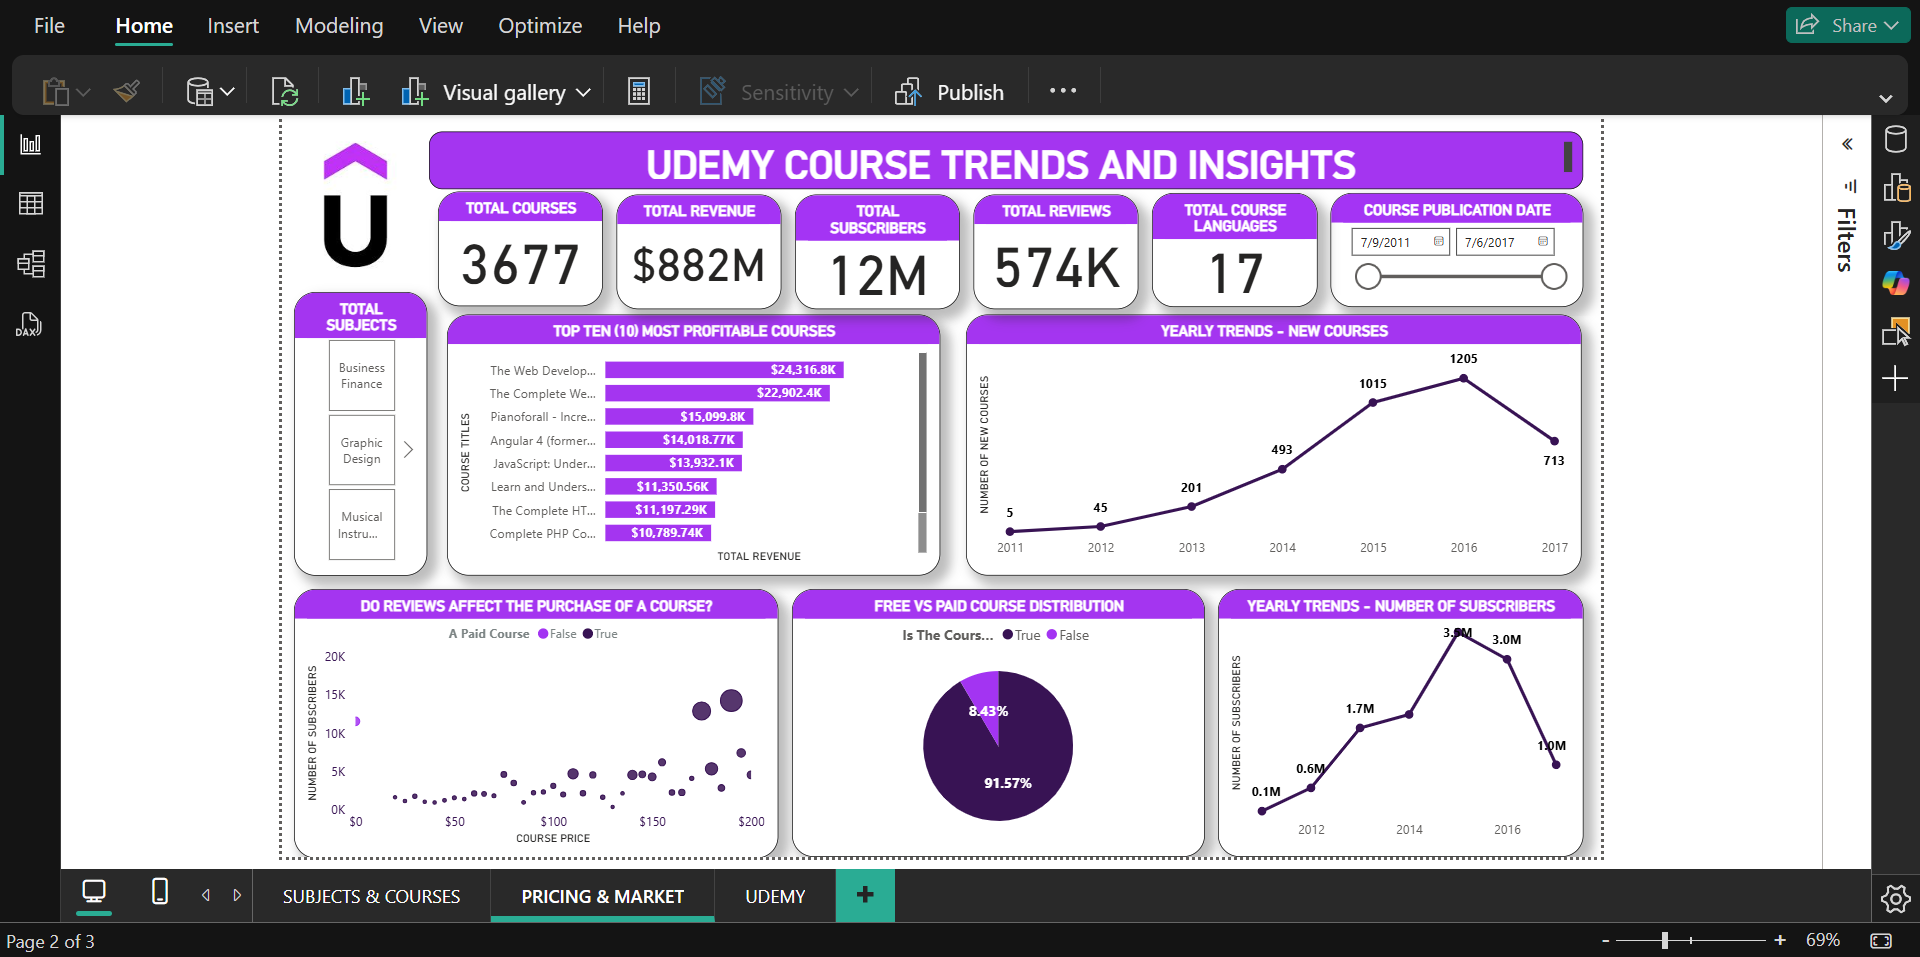 File Home Insert Modeling View Optimize Help
Share
Visual gallery
Sensitivity
Publish
UDEMY COURSE TRENDS AND INSIGHTS
TOTAL COURSES
3677
TOTAL REVENUE
$882M
TOTAL
SUBSCRIBERS
12M
TOTAL REVIEWS
574K
TOTAL COURSE
LANGUAGES
17
COURSE PUBLICATION DATE
7/9/2011
7/6/2017
Filters
DAX
TOTAL
SUBJECTS
Business
Finance
Graphic
Design
Musical
Instru...
TOP TEN (10) MOST PROFITABLE COURSES
COURSE TITLES
The Web Develop... $24,316.8K
The Complete We... $22,902.4K
Pianoforall - Incre... $15,099.8K
Angular 4 (former... $14,018.77K
JavaScript: Under... $13,932.1K
Learn and Unders... $11,350.56K
The Complete HT... $11,197.29K
Complete PHP Co... $10,789.74K
TOTAL REVENUE
YEARLY TRENDS - NEW COURSES
NUMBER OF NEW COURSES
5
45
201
493
1015
1205
713
2011 2012 2013 2014 2015 2016 2017
DO REVIEWS AFFECT THE PURCHASE OF A COURSE?
A Paid Course False True
NUMBER OF SUBSCRIBERS
20K
15K
10K
5K
0K
$0 $50 $100 $150 $200
COURSE PRICE
FREE VS PAID COURSE DISTRIBUTION
Is The Cours... True False
8.43%
91.57%
YEARLY TRENDS - NUMBER OF SUBSCRIBERS
NUMBER OF SUBSCRIBERS
0.1M
0.6M
1.7M
3.0M
1.0M
2012 2014 2016
SUBJECTS & COURSES
PRICING & MARKET
UDEMY
+
Page 2 of 3
- + 69%